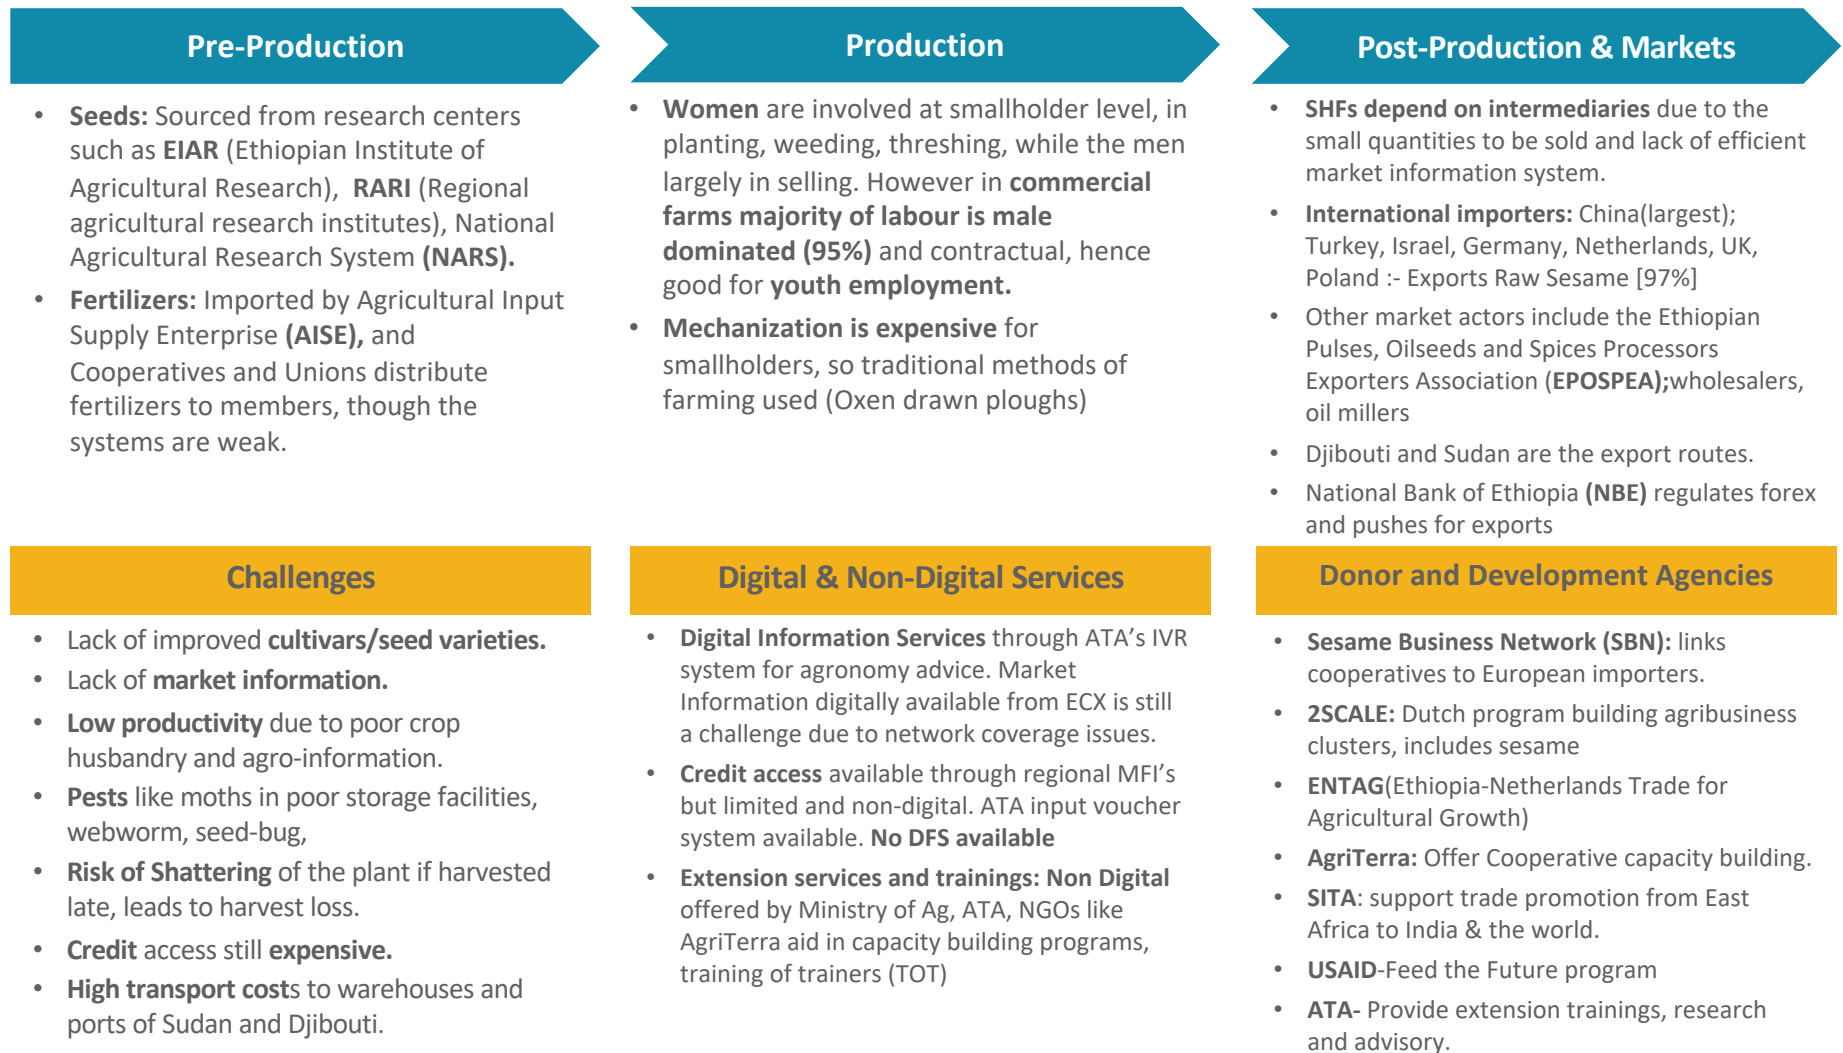 Pre-Production
• Seeds: Sourced from research centers
such as EIAR (Ethiopian Institute of
Agricultural Research), RARI (Regional
agricultural research institutes), National
Agricultural Research System (NARS).
• Fertilizers: Imported by Agricultural Input
Supply Enterprise (AISE), and
Cooperatives and Unions distribute
fertilizers to members, though the
systems are weak.
Production
• Women are involved at smallholder level, in
planting, weeding, threshing, while the men
largely in selling. However in commercial
farms majority of labour is male
dominated (95%) and contractual, hence
good for youth employment.
• Mechanization is expensive for
smallholders, so traditional methods of
farming used (Oxen drawn ploughs)
Post-Production & Markets
• SHFs depend on intermediaries due to the
small quantities to be sold and lack of efficient
market information system.
• International importers: China(largest);
Turkey, Israel, Germany, Netherlands, UK,
Poland :- Exports Raw Sesame [97%]
• Other market actors include the Ethiopian
Pulses, Oilseeds and Spices Processors
Exporters Association (EPOSPEA);wholesalers,
oil millers
• Djibouti and Sudan are the export routes.
• National Bank of Ethiopia (NBE) regulates forex
and pushes for exports
Challenges
• Lack of improved cultivars/seed varieties.
• Lack of market information.
• Low productivity due to poor crop
husbandry and agro-information.
• Pests like moths in poor storage facilities,
webworm, seed-bug,
• Risk of Shattering of the plant if harvested
late, leads to harvest loss.
• Credit access still expensive.
• High transport costs to warehouses and
ports of Sudan and Djibouti.
Digital & Non-Digital Services
• Digital Information Services through ATA's IVR
system for agronomy advice. Market
Information digitally available from ECX is still
a challenge due to network coverage issues.
• Credit access available through regional MFI's
but limited and non-digital. ATA input voucher
system available. No DFS available
• Extension services and trainings: Non Digital
offered by Ministry of Ag, ATA, NGOs like
AgriTerra aid in capacity building programs,
training of trainers (TOT)
Donor and Development Agencies
• Sesame Business Network (SBN): links
cooperatives to European importers.
• 2SCALE: Dutch program building agribusiness
clusters, includes sesame
• ENTAG(Ethiopia-Netherlands Trade for
Agricultural Growth)
• AgriTerra: Offer Cooperative capacity building.
• SITA: support trade promotion from East
Africa to India & the world.
• USAID-Feed the Future program
• ATA- Provide extension trainings, research
and advisory.